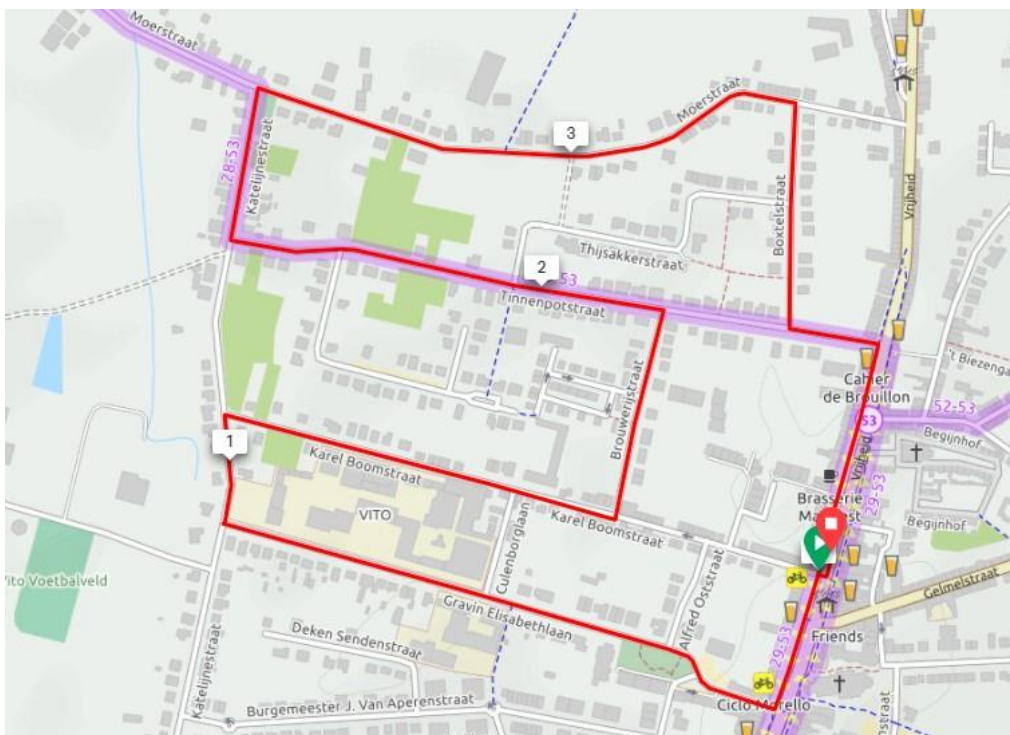 Moerstraat
Moerstraat
Vrijheid
Katelijnestraat
28-53
3
Boxtelstraat
Thijsakkerstraat
2
-53
Tinnenpotstraat
't Biezenga
Cahier
de Brouillon
53
52-53
Begijnhof
Brouwerijstraat
1
Karel Boomstraat
Vrijheid
29-53
Brasserie
VITO
Karel Boomstraat
Begijnhof
Culenborglaan
Alfred Oststraat
Vito Voetbalveld
Gravin Elisabethlaan
Gelmelstraat
Friends
Deken Sendenstraat
29-53
Katelijnestraat
Ciclo Morello
Burgemeester J. Van Aperenstraat
nstraat